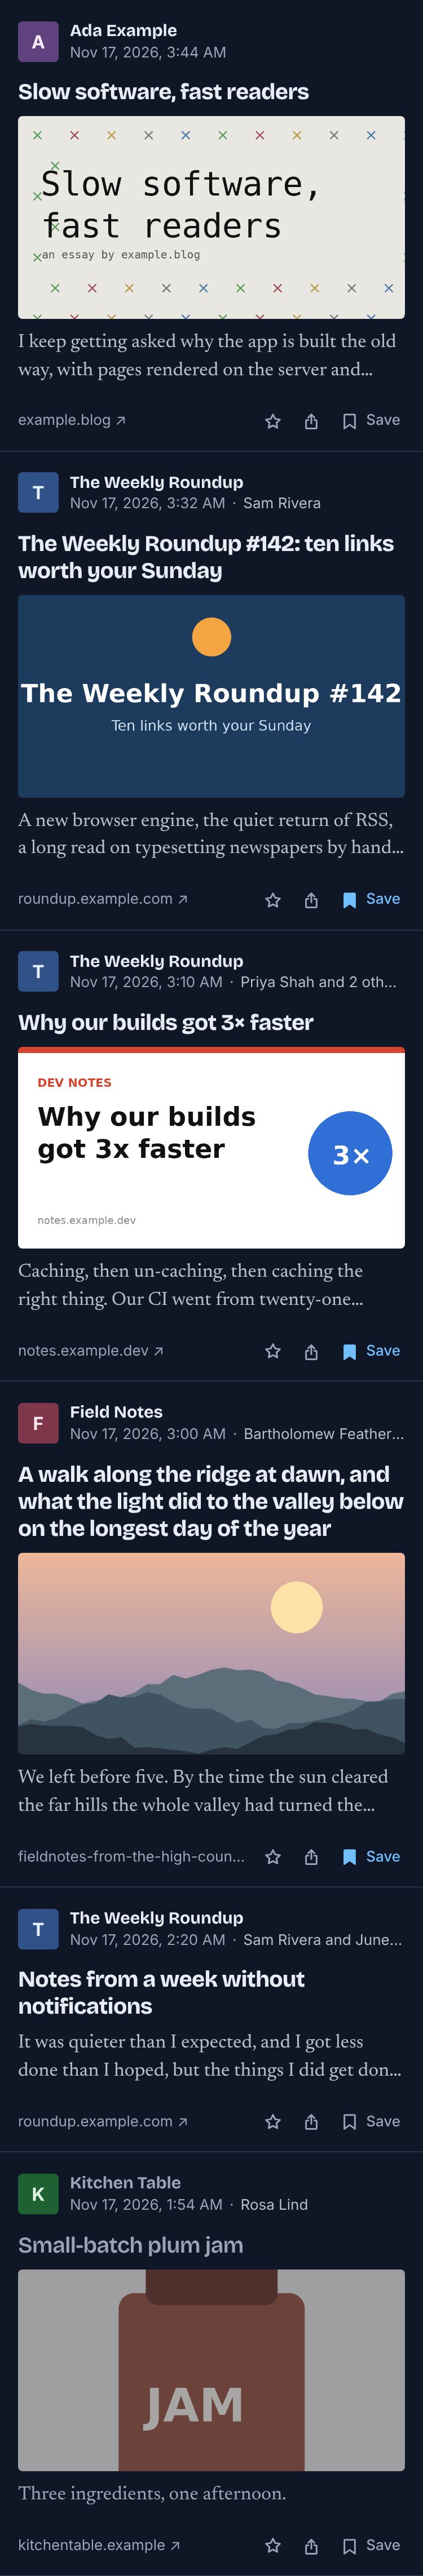 A
Ada Example
Nov 17, 2026, 3:44 AM
Slow software, fast readers
Slow software,
fast readers
an essay by example.blog
I keep getting asked why the app is built the old
way, with pages rendered on the server and…
example.blog ↗
Save
T
The Weekly Roundup
Nov 17, 2026, 3:32 AM · Sam Rivera
The Weekly Roundup #142: ten links
worth your Sunday
The Weekly Roundup #142
Ten links worth your Sunday
A new browser engine, the quiet return of RSS,
a long read on typesetting newspapers by hand…
roundup.example.com ↗
Save
T
The Weekly Roundup
Nov 17, 2026, 3:10 AM · Priya Shah and 2 oth…
Why our builds got 3× faster
DEV NOTES
Why our builds
got 3x faster
3×
notes.example.dev
Caching, then un-caching, then caching the
right thing. Our CI went from twenty-one…
notes.example.dev ↗
Save
F
Field Notes
Nov 17, 2026, 3:00 AM · Bartholomew Feather…
A walk along the ridge at dawn, and
what the light did to the valley below
on the longest day of the year
We left before five. By the time the sun cleared
the far hills the whole valley had turned the…
fieldnotes-from-the-high-coun…
Save
T
The Weekly Roundup
Nov 17, 2026, 2:20 AM · Sam Rivera and June…
Notes from a week without
notifications
It was quieter than I expected, and I got less
done than I hoped, but the things I did get don…
roundup.example.com ↗
Save
K
Kitchen Table
Nov 17, 2026, 1:54 AM · Rosa Lind
Small-batch plum jam
JAM
Three ingredients, one afternoon.
kitchentable.example ↗
Save